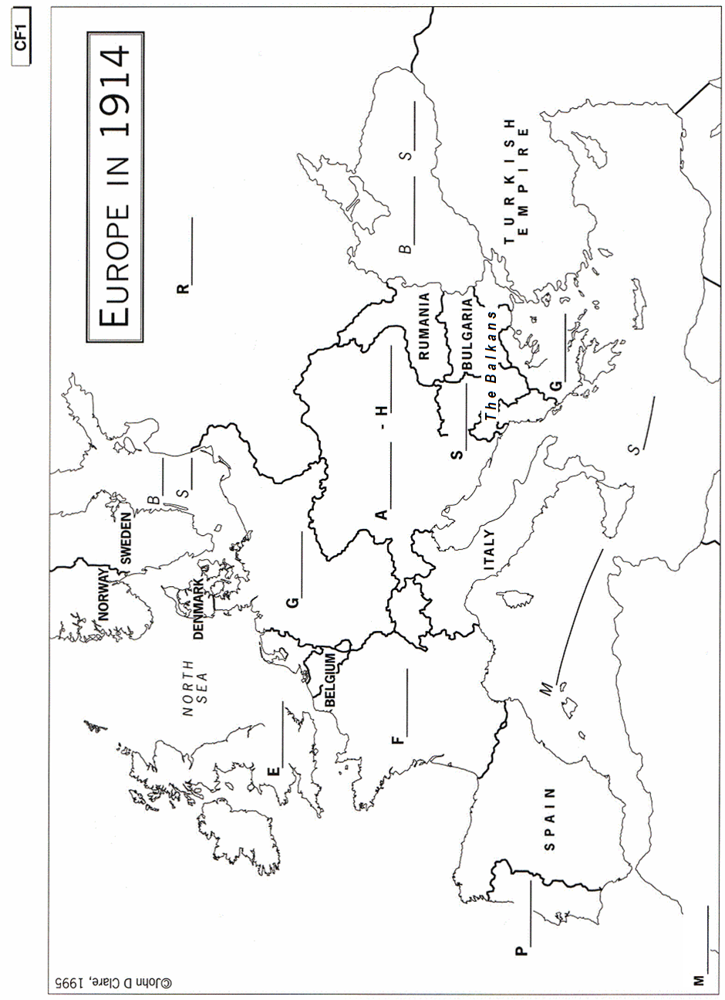 CF1
EUROPE IN 1914
NORWAY
SWEDEN
B
S
R
NORTH
SEA
DENMARK
E
G
BELGIUM
F
A - H
RUMANIA
B S
BULGARIA
S
The Balkans
ITALY
TURKISH
EMPIRE
SPAIN
P
G
M
S
M
©John D Clare, 1995